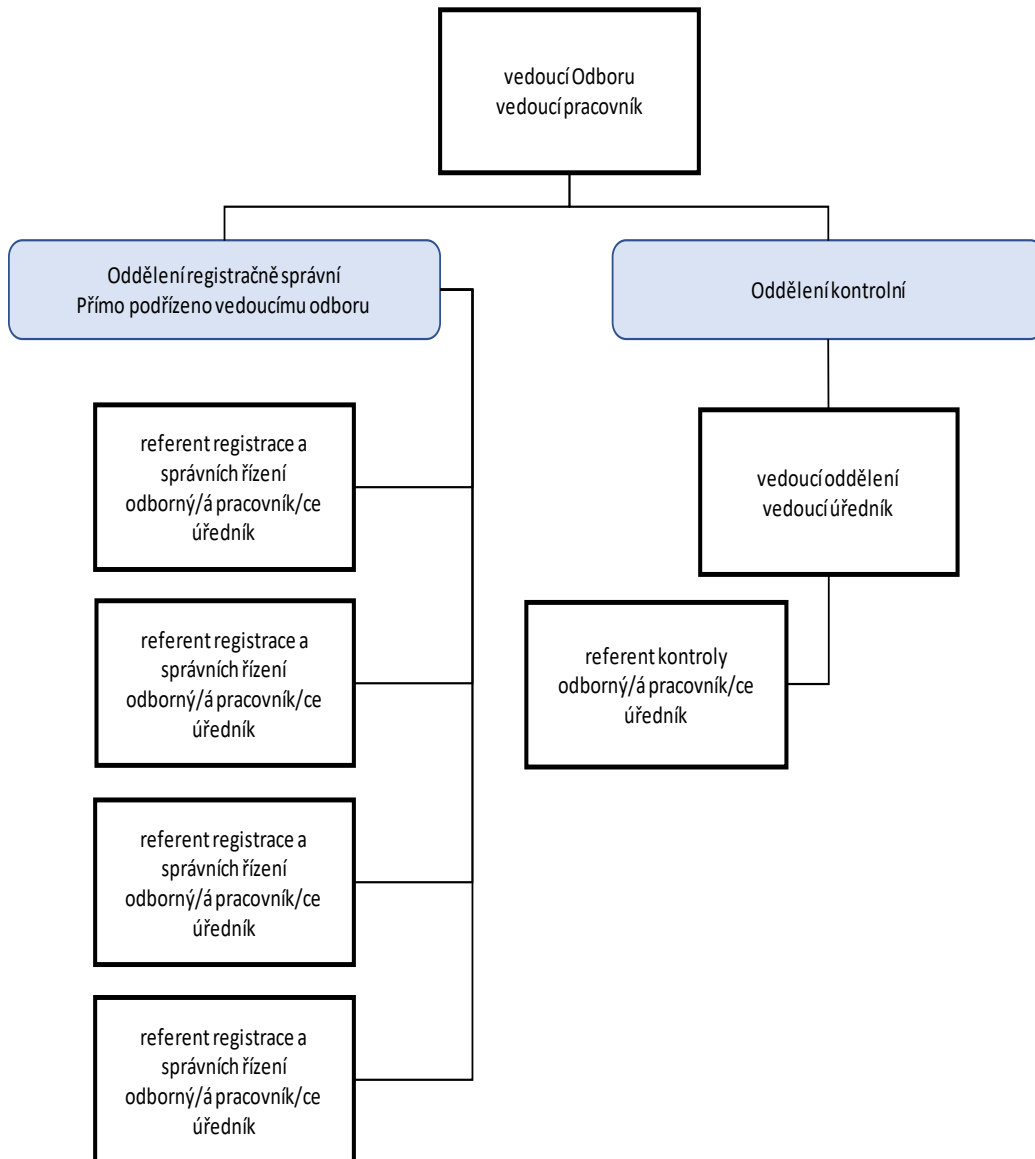 vedoucí Odboru
vedoucí pracovník
Oddělení registračně správní
Přímo podřízeno vedoucímu odboru
Oddělení kontrolní
referent registrace a
správních řízení
odborný/á pracovník/ce
úředník
vedoucí oddělení
vedoucí úředník
referent registrace a
správních řízení
odborný/á pracovník/ce
úředník
referent kontroly
odborný/á pracovník/ce
úředník
referent registrace a
správních řízení
odborný/á pracovník/ce
úředník
referent registrace a
správních řízení
odborný/á pracovník/ce
úředník